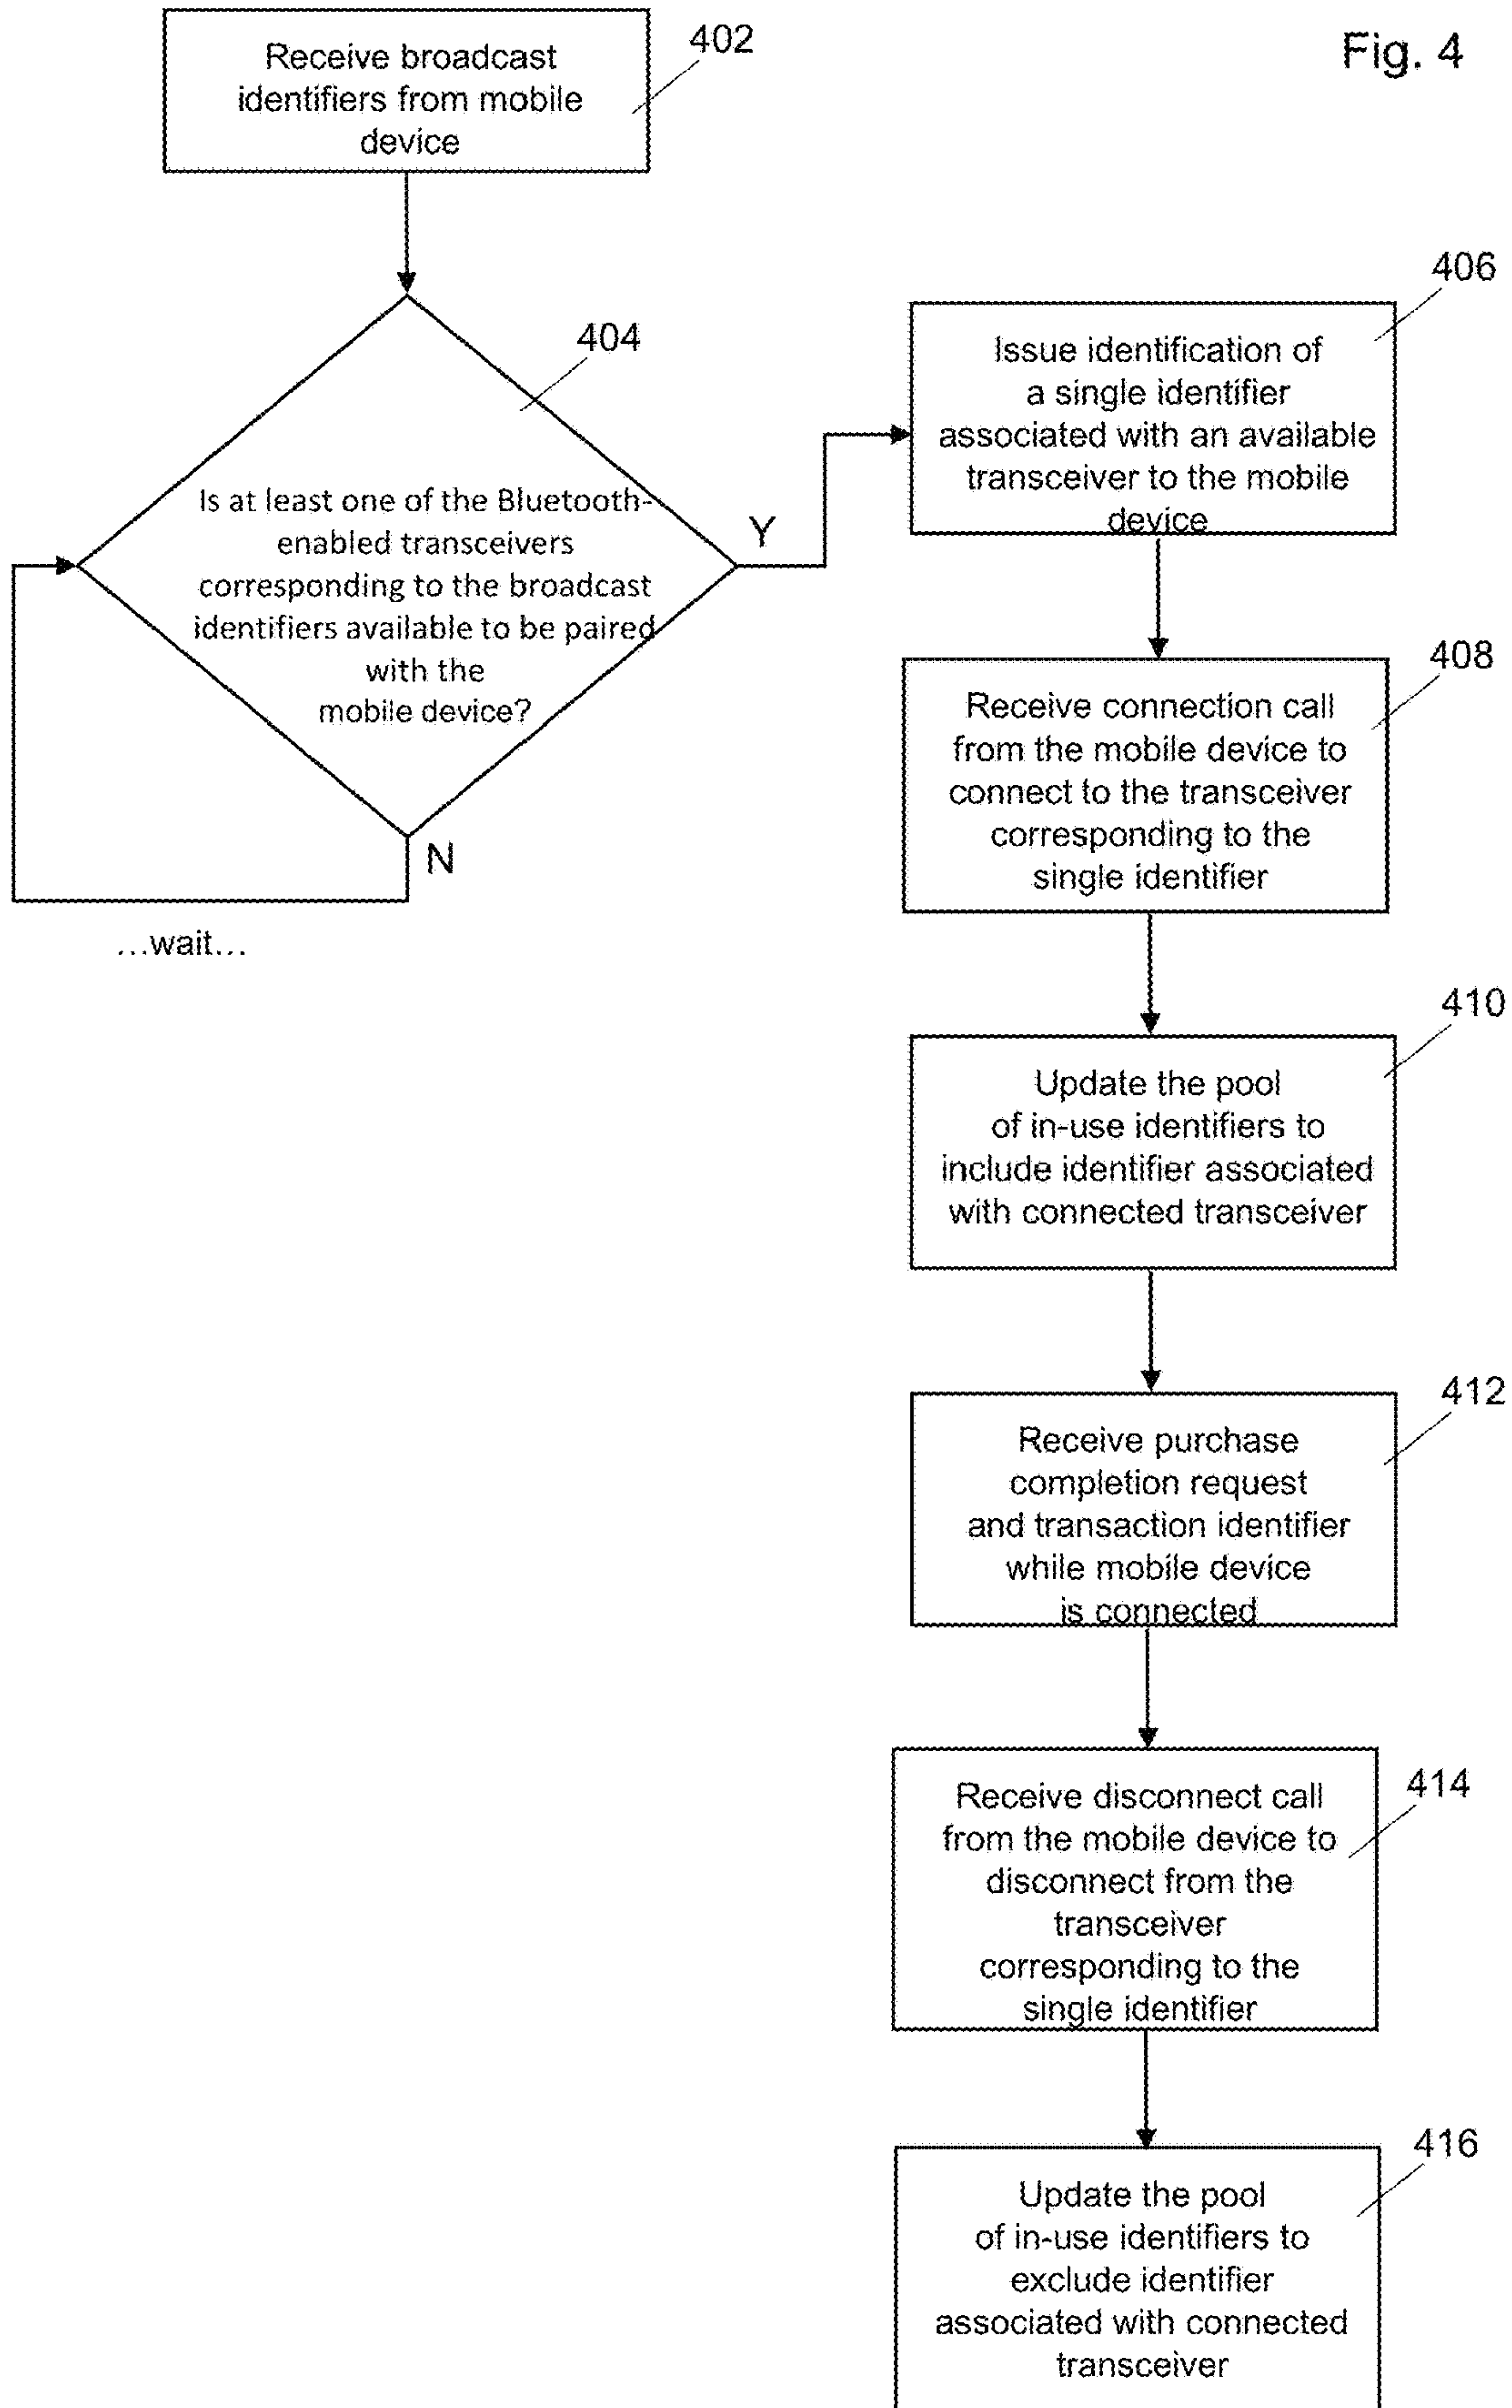 Fig. 4
402
Receive broadcast
identifiers from mobile
device
404
Is at least one of the Bluetooth-
enabled transceivers
corresponding to the broadcast
identifiers available to be paired
with the
mobile device?
Y
N
...wait...
406
Issue identification of
a single identifier
associated with an available
transceiver to the mobile
device
408
Receive connection call
from the mobile device to
connect to the transceiver
corresponding to the
single identifier
410
Update the pool
of in-use identifiers to
include identifier associated
with connected transceiver
412
Receive purchase
completion request
and transaction identifier
while mobile device
is connected
414
Receive disconnect call
from the mobile device to
disconnect from the
transceiver
corresponding to the
single identifier
416
Update the pool
of in-use identifiers to
exclude identifier
associated with connected
transceiver